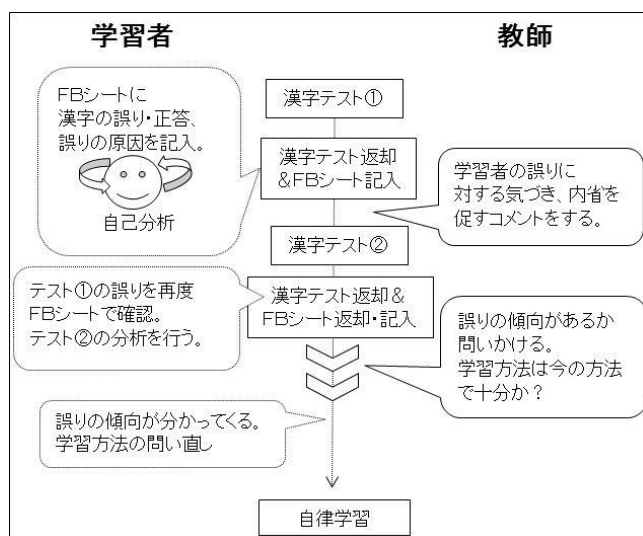 学習者
教師
FBシートに
漢字の誤り・正答、
誤りの原因を記入。
自己分析
漢字テスト①
漢字テスト返却
&FBシート記入
学習者の誤りに
対する気づき、内省を
促すコメントをする。
漢字テスト②
テスト①の誤りを再度
FBシートで確認。
テスト②の分析を行う。
漢字テスト返却&
FBシート返却・記入
誤りの傾向があるか
問いかける。
学習方法は今の方法
で十分か?
誤りの傾向が分かってくる。
学習方法の問い直し
自律学習